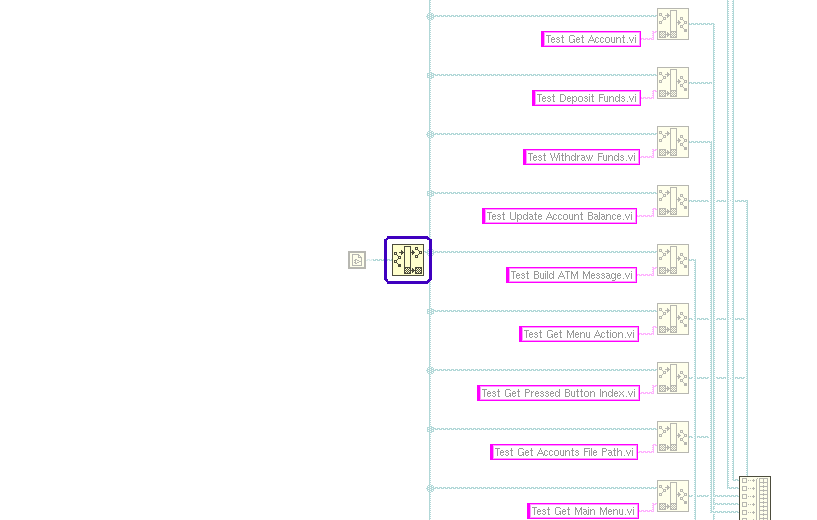 Test Get Account.vi
Test Deposit Funds.vi
Test Withdraw Funds.vi
Test Update Account Balance.vi
Test Build ATM Message.vi
Test Get Menu Action.vi
Test Get Pressed Button Index.vi
Test Get Accounts File Path.vi
Test Get Main Menu.vi